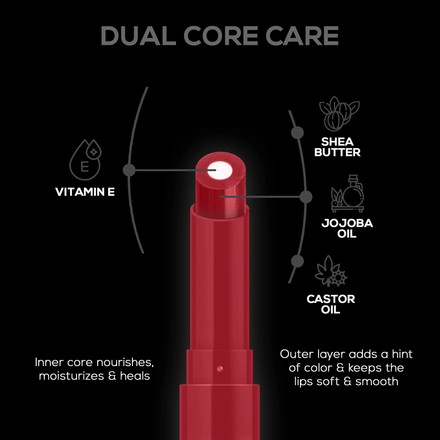 DUAL CORE CARE
E
VITAMIN E
SHEA
BUTTER
JOJOBA
OIL
CASTOR
OIL
Inner core nourishes,
moisturizes & heals
Outer layer adds a hint
of color & keeps the
lips soft & smooth